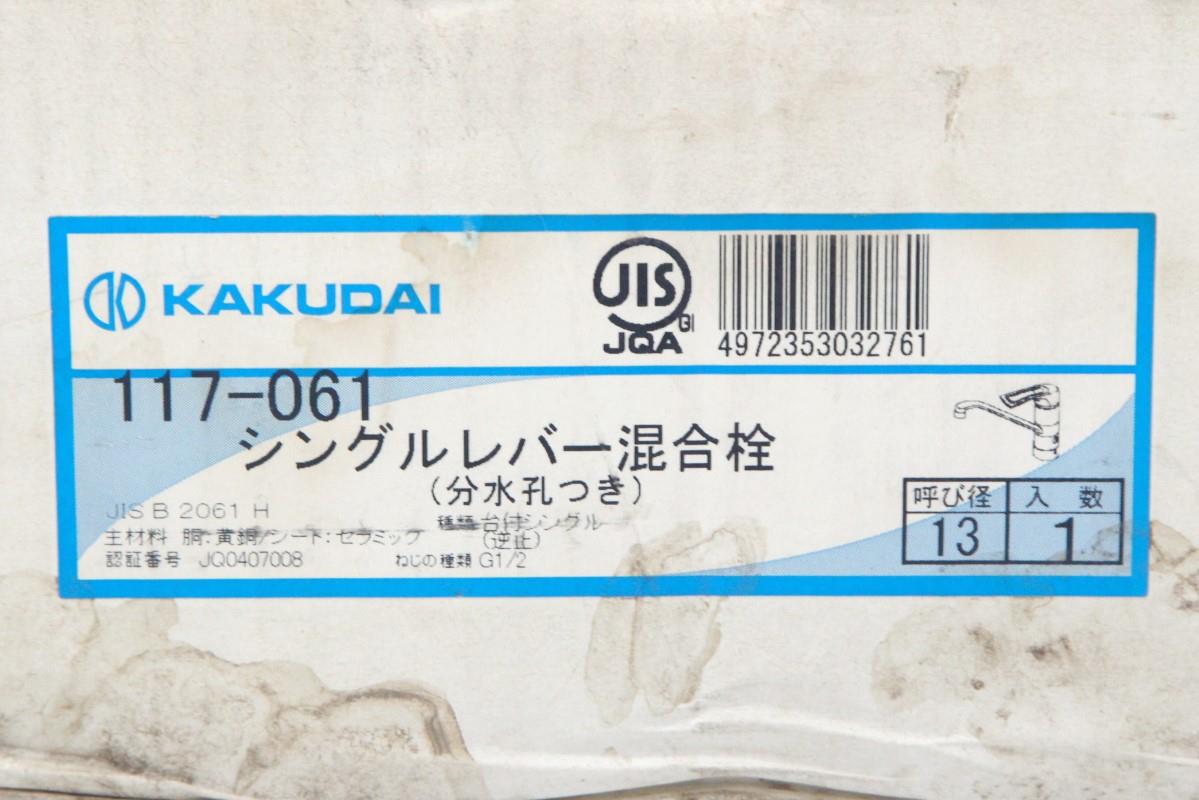 KAKUDAI
JIS
GI
JQA
4972353032761
117-061
シングルレバー混合栓
(分水孔つき)
JIS B 2061 H
種類 台付シングル
(逆止)
主材料 胴:黄銅/シート:セラミック
認証番号 JQ0407008 ねじの種類 G1/2
呼び径 入数
13 1